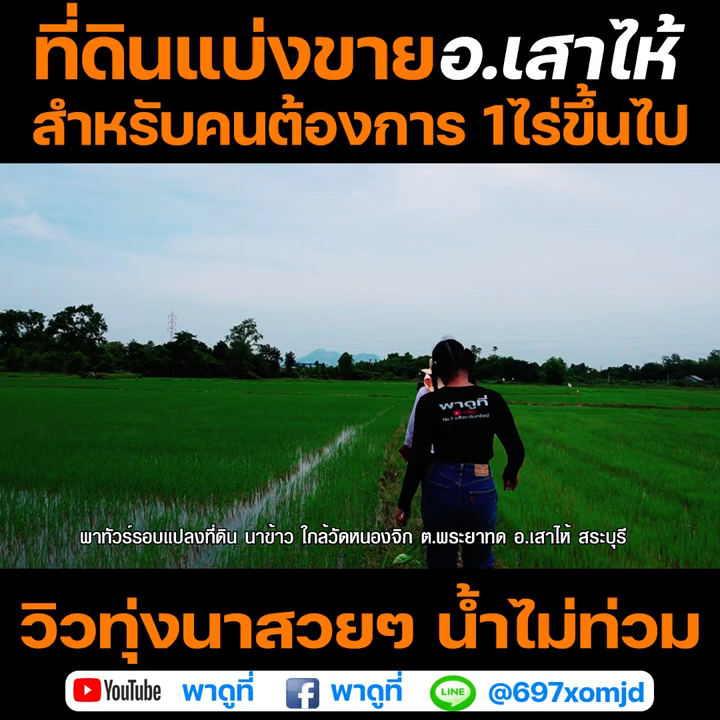 ที่ดินแบ่งขายอ.เสาไห้
สำหรับคนต้องการ 1ไร่ขึ้นไป
พาดูที่
พาทัวร์รอบแปลงที่ดิน นาข้าว ใกล้วัดหนองจิก ต.พระยาทด อ.เสาไห้ สระบุรี
วิวทุ่งนาสวยๆ น้ำไม่ท่วม
YouTube พาดูที่ พาดูที่ LINE @697xomjd